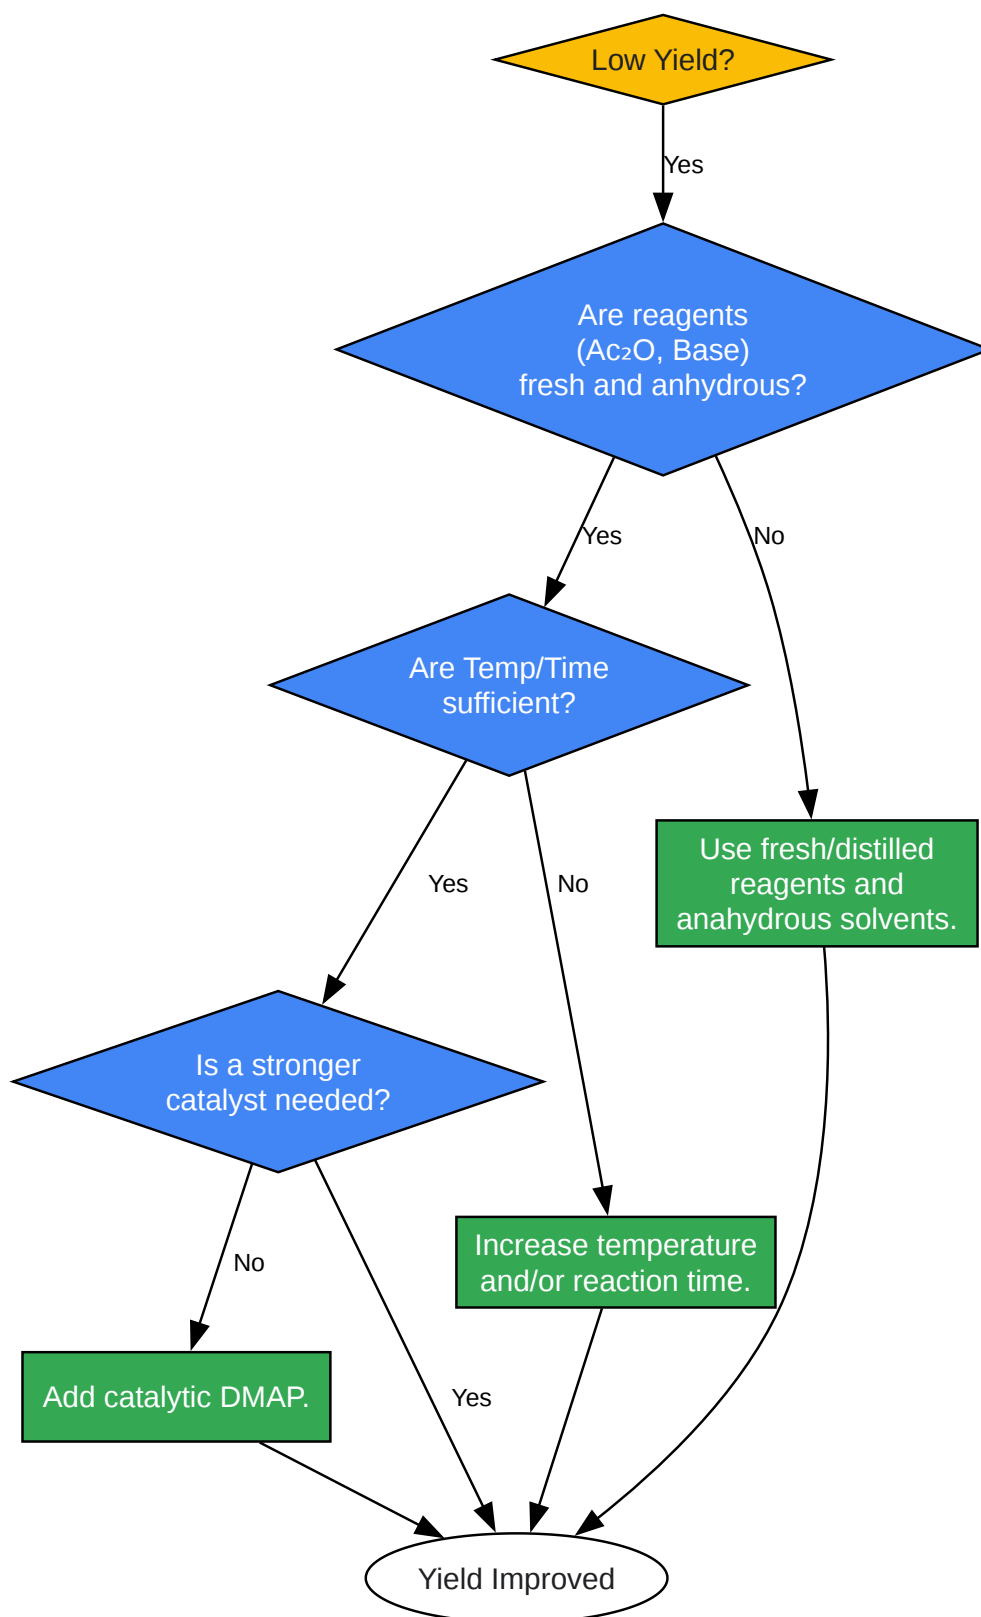 Low Yield?
Yes
Are reagents
(Ac₂O, Base)
fresh and anhydrous?
Yes
No
Are Temp/Time
sufficient?
Use fresh/distilled
reagents and
anahydrous solvents.
Yes
No
Is a stronger
catalyst needed?
Increase temperature
and/or reaction time.
No
Add catalytic DMAP.
Yes
Yield Improved